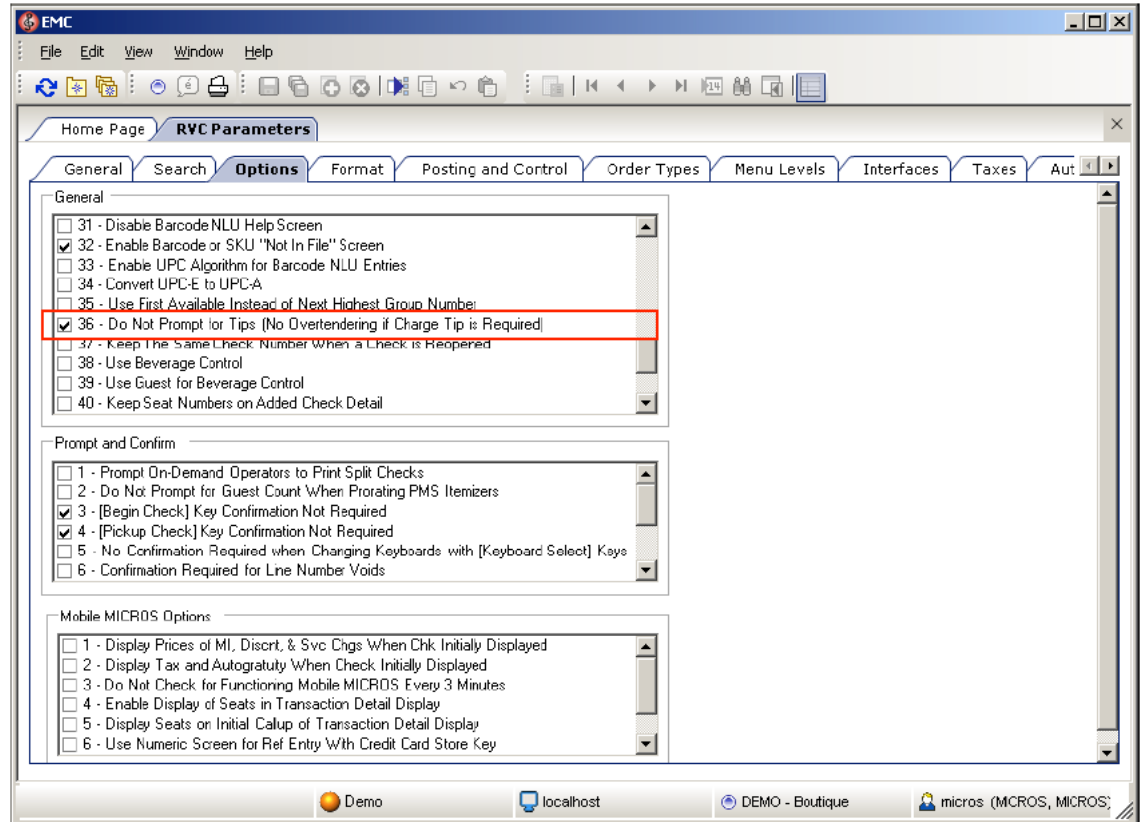 EMC
File Edit View Window Help
Home Page RVC Parameters
General Search Options Format Posting and Control Order Types Menu Levels Interfaces Taxes Aut
General
31 - Disable Barcode NLU Help Screen
32 - Enable Barcode or SKU "Not In File" Screen
33 - Enable UPC Algorithm for Barcode NLU Entries
34 - Convert UPC-E to UPC-A
35 - Use First Available Instead of Next Highest Group Number
36 - Do Not Prompt for Tips (No Overtendering if Charge Tip is Required)
37 - Keep The Same Check Number When a Check is Reopened
38 - Use Beverage Control
39 - Use Guest for Beverage Control
40 - Keep Seat Numbers on Added Check Detail
Prompt and Confirm
1 - Prompt On-Demand Operators to Print Split Checks
2 - Do Not Prompt for Guest Count When Prorating PMS Itemizers
3 - [Begin Check] Key Confirmation Not Required
4 - [Pickup Check] Key Confirmation Not Required
5 - No Confirmation Required when Changing Keyboards with [Keyboard Select] Keys
6 - Confirmation Required for Line Number Voids
Mobile MICROS Options
1 - Display Prices of MI, Discnt, & Svc Chgs When Chk Initially Displayed
2 - Display Tax and Autogratuity When Check Initially Displayed
3 - Do Not Check for Functioning Mobile MICROS Every 3 Minutes
4 - Enable Display of Seats in Transaction Detail Display
5 - Display Seats on Initial Callup of Transaction Detail Display
6 - Use Numeric Screen for Ref Entry With Credit Card Store Key
Demo localhost DEMO - Boutique micros (MICROS, MICROS)